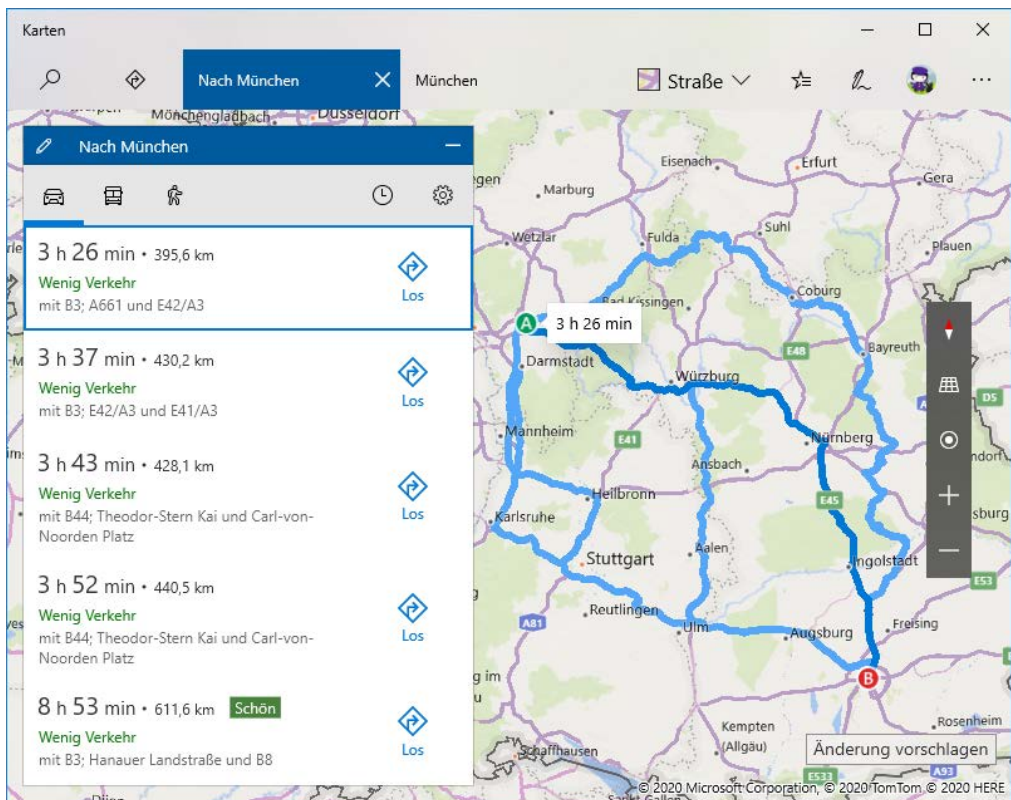 Karten
Nach München
München
Straße
Mönchengladbach
Düsseldorf
Nach München
3 h 26 min • 395,6 km
Wenig Verkehr
mit B3; A661 und E42/A3
Los
3 h 37 min • 430,2 km
Wenig Verkehr
mit B3; E42/A3 und E41/A3
Los
3 h 43 min • 428,1 km
Wenig Verkehr
mit B44; Theodor-Stern Kai und Carl-von-
Noorden Platz
Los
3 h 52 min • 440,5 km
Wenig Verkehr
mit B44; Theodor-Stern Kai und Carl-von-
Noorden Platz
Los
8 h 53 min • 611,6 km Schön
Wenig Verkehr
mit B3; Hanauer Landstraße und B8
Los
Eisenach
Erfurt
Gera
Marburg
Wetzlar
Fulda
Suhl
Plauen
Coburg
Bad Kissingen
A
3 h 26 min
E48
Bayreuth
Darmstadt
Würzburg
D5
Mannheim
E41
Nürnberg
Ansbach
Heilbronn
E45
Karlsruhe
Stuttgart
Aalen
Ingolstadt
E53
Reutlingen
A81
Ulm
Augsburg
Freising
B
Kempten
(Allgäu)
Rosenheim
Schaffhausen
Änderung vorschlagen
E533
A93
© 2020 Microsoft Corporation, © 2020 TomTom © 2020 HERE
Sankt Gallen